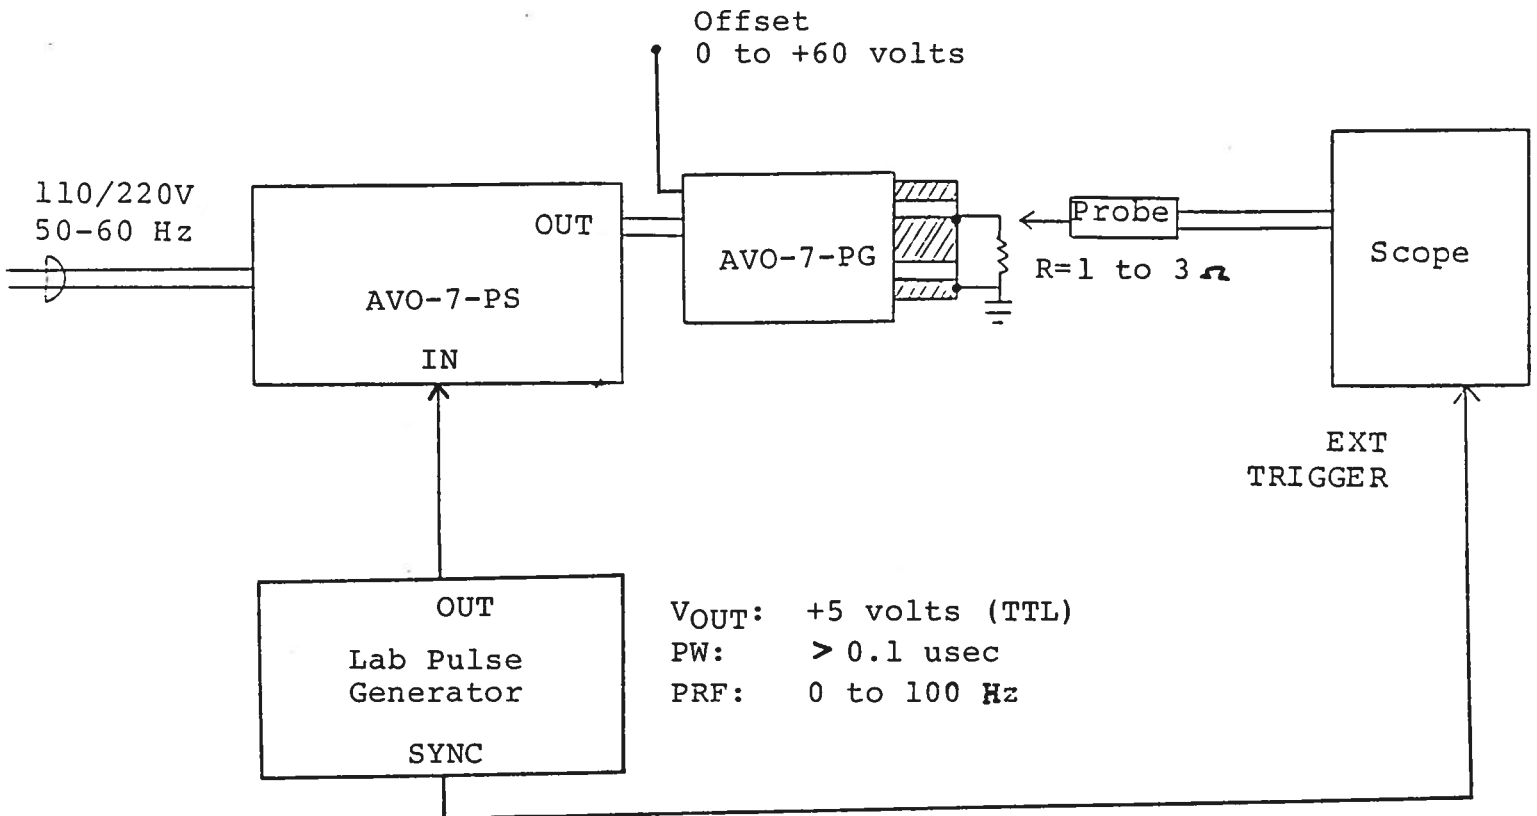 Offset
0 to +60 volts
110/220V
50-60 Hz
OUT
AVO-7-PS
IN
AVO-7-PG
R=1 to 3 Ω
Probe
Scope
EXT
TRIGGER
OUT
Lab Pulse
Generator
SYNC
VOUT: +5 volts (TTL)
PW: > 0.1 usec
PRF: 0 to 100 Hz